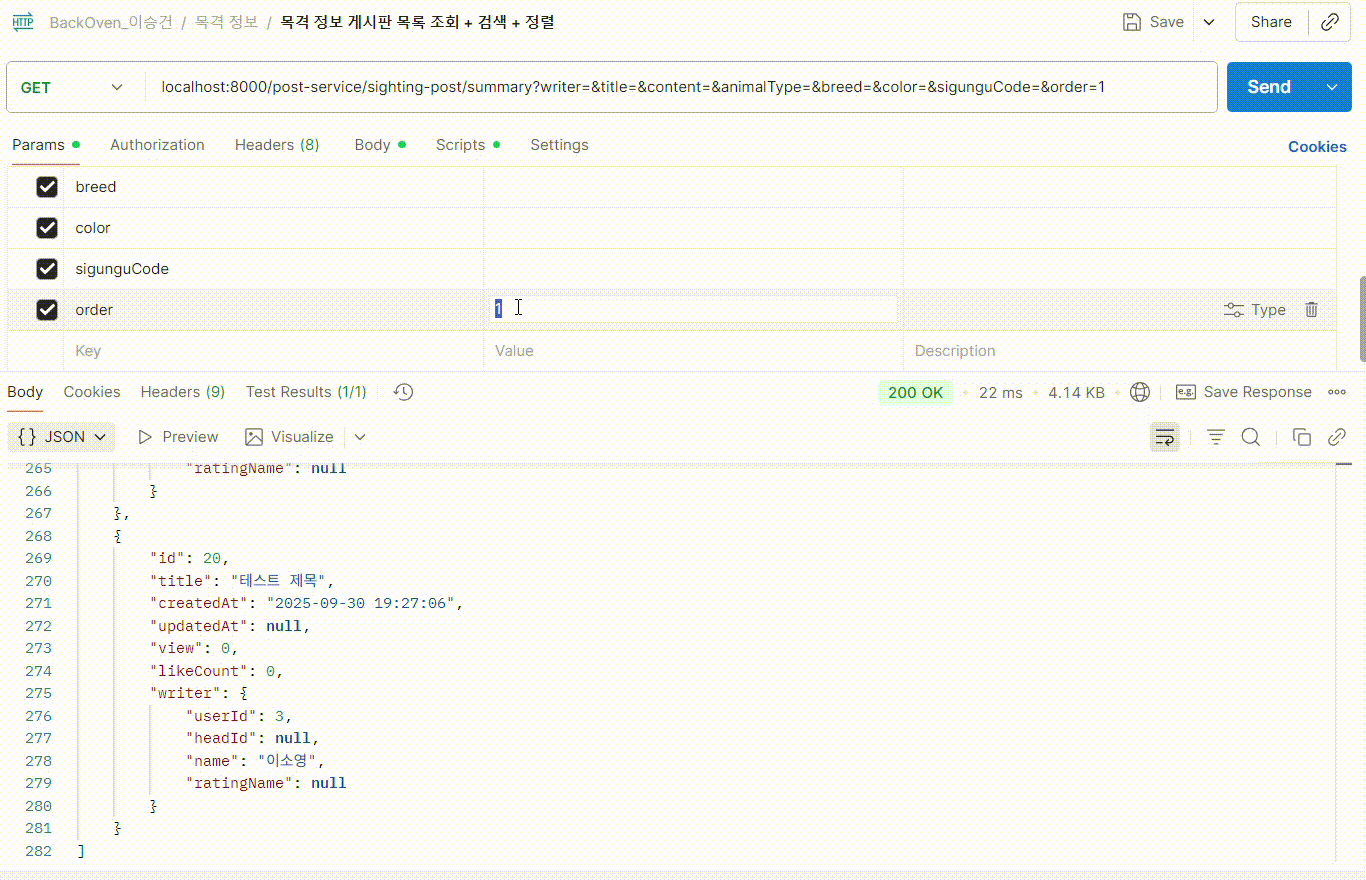 HTTP BackOven_이승건 / 목격 정보 / 목격 정보 게시판 목록 조회 + 검색 + 정렬 Save Share
GET localhost:8000/post-service/sighting-post/summary?writer=&title=&content=&animalType=&breed=&color=&sigunguCode=&order=1 Send
Params Authorization Headers (8) Body Scripts Settings Cookies
breed
color
sigunguCode
order 1 Type
Key Value Description
Body Cookies Headers (9) Test Results (1/1) 200 OK 22 ms 4.14 KB e.g. Save Response
{} JSON Preview Visualize
265 "ratingName": null
266 }
267 },
268 {
269 "id": 20,
270 "title": "테스트 제목",
271 "createdAt": "2025-09-30 19:27:06",
272 "updatedAt": null,
273 "view": 0,
274 "likeCount": 0,
275 "writer": {
276 "userId": 3,
277 "headId": null,
278 "name": "이소영",
279 "ratingName": null
280 }
281 }
282 ]